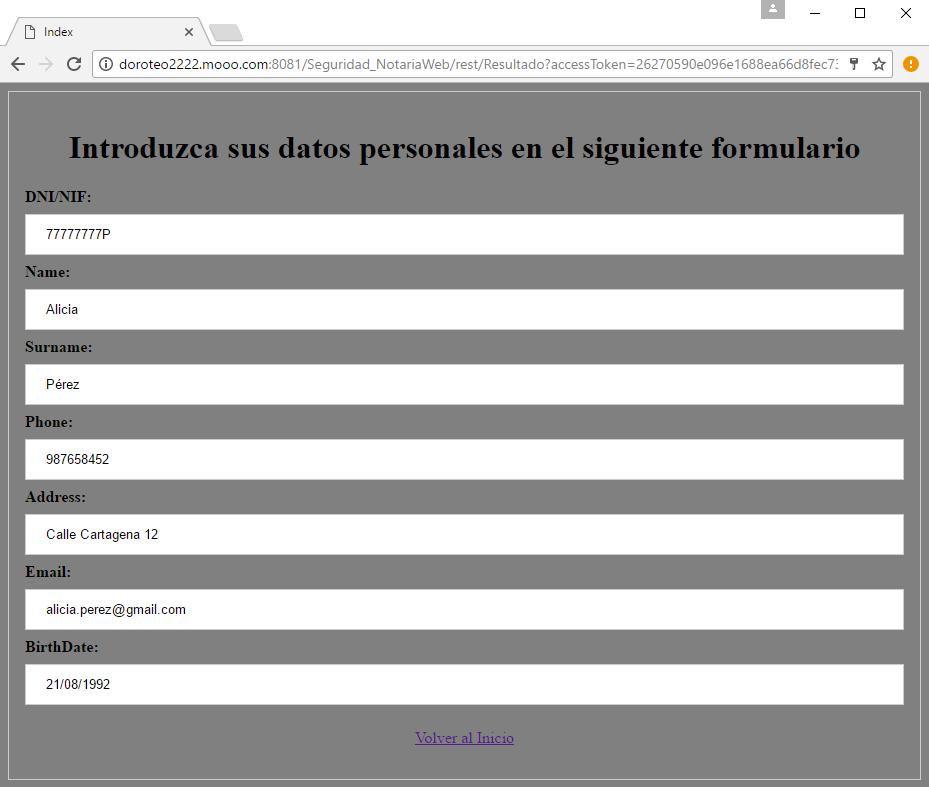 Index
doroteo2222.mooo.com:8081/Seguridad_NotariaWeb/rest/Resultado?accessToken=26270590e096e1688ea66d8fec73
Introduzca sus datos personales en el siguiente formulario
DNI/NIF:
77777777P
Name:
Alicia
Surname:
Pérez
Phone:
987658452
Address:
Calle Cartagena 12
Email:
alicia.perez@gmail.com
BirthDate:
21/08/1992
Volver al Inicio